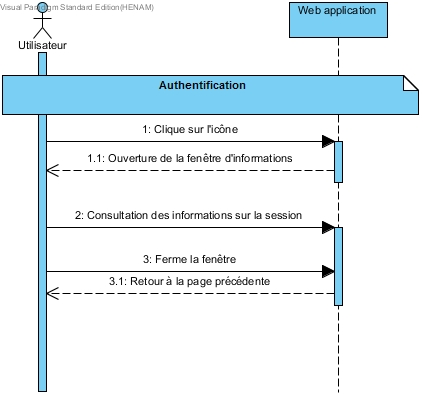 Visual Paradigm Standard Edition(HENAM)
Web application
Utilisateur
Authentification
1: Clique sur l'icône
1.1: Ouverture de la fenêtre d'informations
2: Consultation des informations sur la session
3: Ferme la fenêtre
3.1: Retour à la page précédente